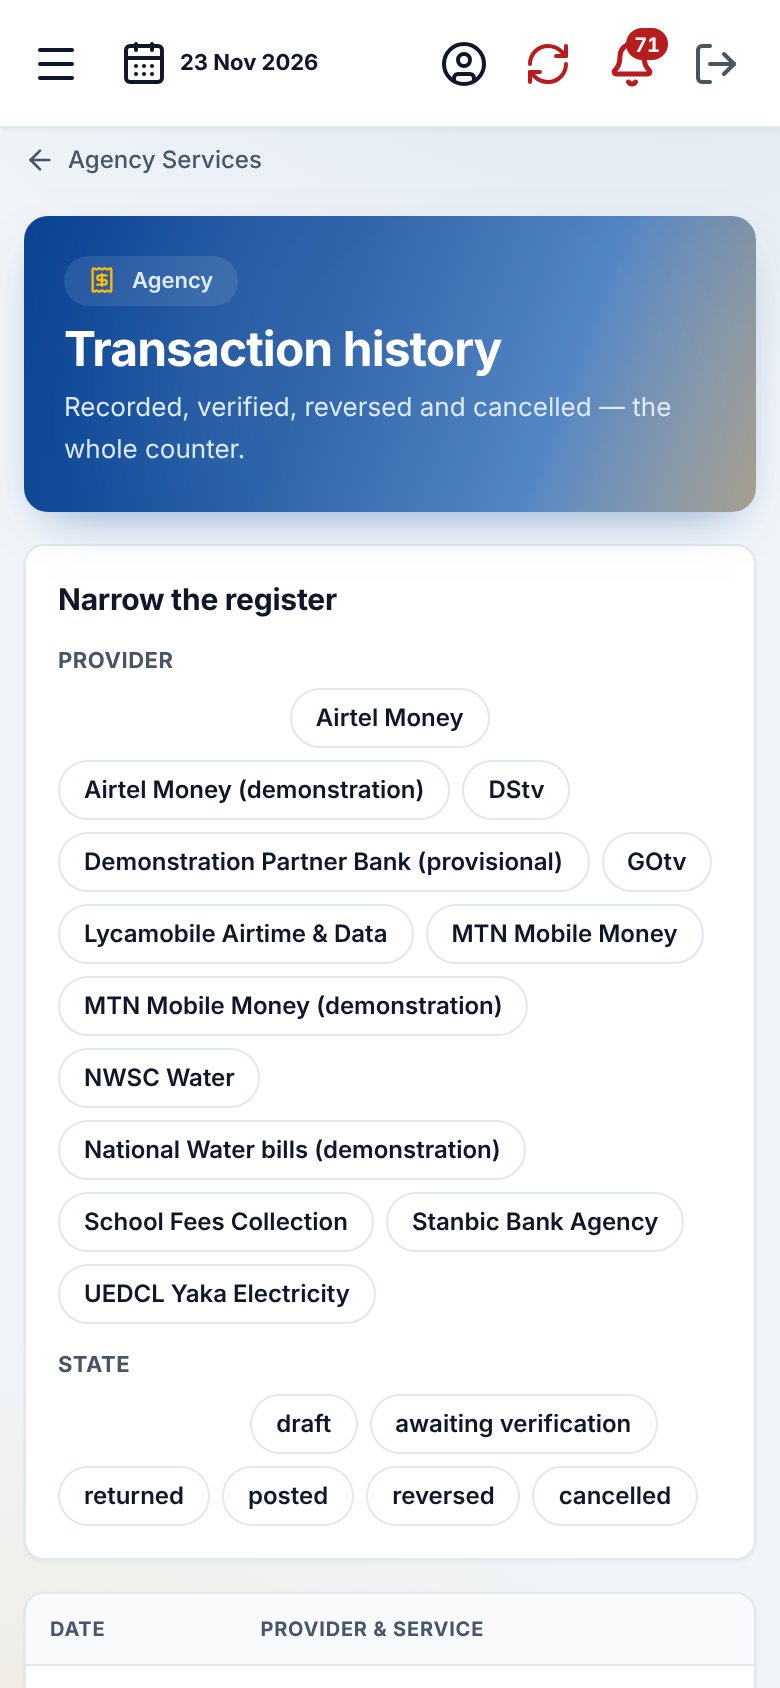 23 Nov 2026
71
Agency Services
Agency
Transaction history
Recorded, verified, reversed and cancelled — the
whole counter.
Narrow the register
PROVIDER
Airtel Money
Airtel Money (demonstration) DStv
Demonstration Partner Bank (provisional) GOtv
Lycamobile Airtime & Data MTN Mobile Money
MTN Mobile Money (demonstration)
NWSC Water
National Water bills (demonstration)
School Fees Collection Stanbic Bank Agency
UEDCL Yaka Electricity
STATE
draft awaiting verification
returned posted reversed cancelled
DATE PROVIDER & SERVICE